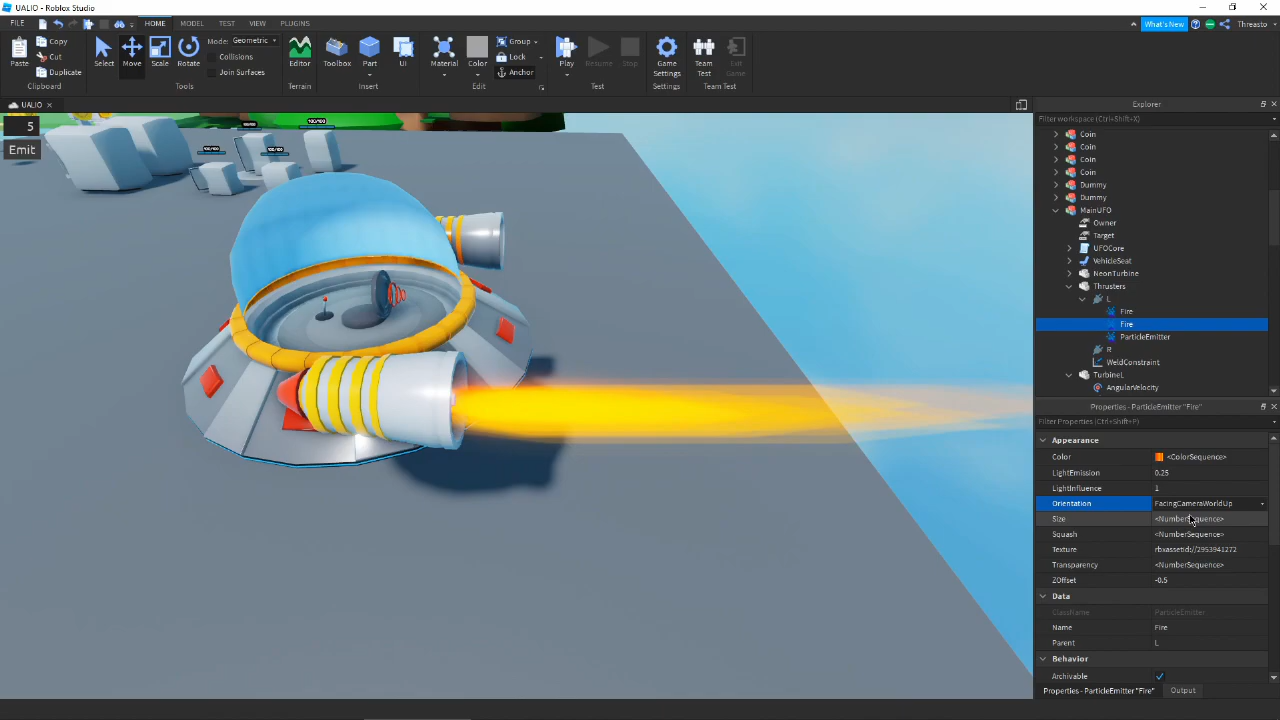 UALIO - Roblox Studio
FILE HOME MODEL TEST VIEW PLUGINS What's New Threasto
Copy
Cut
Paste Duplicate
Clipboard
Select Move Scale Rotate
Mode: Geometric
Collisions
Join Surfaces
Tools
Editor
Terrain
Toolbox Part UI
Insert
Material Color
Group
Lock
Anchor
Edit
Play Resume Stop
Test
Game Settings
Settings
Team Test Exit Game
Team Test
UALIO
5
Emit
100/100
100/100
100/100
Explorer
Filter workspace (Ctrl+Shift+X)
Coin
Coin
Coin
Coin
Dummy
Dummy
MainUFO
Owner
Target
UFOCore
VehicleSeat
NeonTurbine
Thrusters
L
Fire
Fire
ParticleEmitter
R
WeldConstraint
TurbineL
AngularVelocity
Properties - ParticleEmitter "Fire"
Filter Properties (Ctrl+Shift+P)
Appearance
Color <ColorSequence>
LightEmission 0.25
LightInfluence 1
Orientation FacingCameraWorldUp
Size <NumberSequence>
Squash <NumberSequence>
Texture rbxassetid://2953941272
Transparency <NumberSequence>
ZOffset -0.5
Data
ClassName ParticleEmitter
Name Fire
Parent L
Behavior
Archivable
Properties - ParticleEmitter "Fire" Output